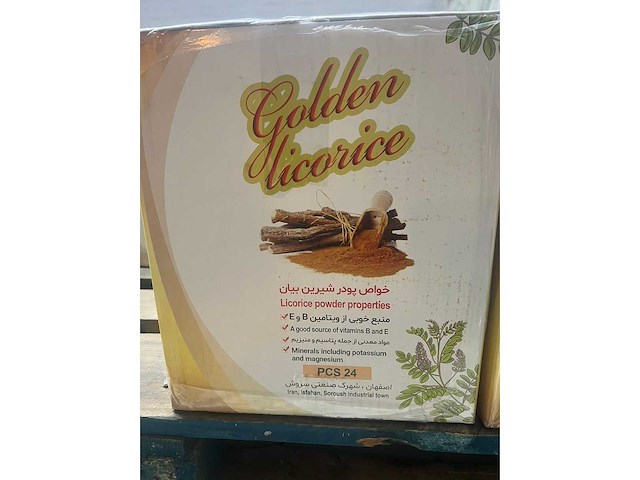 Golden
licorice
خواص پودر شیرین بیان
Licorice powder properties
✓ منبع خوبی از ویتامین B و E
✓ A good source of vitamins B and E
✓ مواد معدنی از جمله پتاسیم و منیزیم
✓ Minerals including potassium
and magnesium
PCS 24
اصفهان ، شهرک صنعتی سروش
Iran, Isfahan, Soroush industrial town